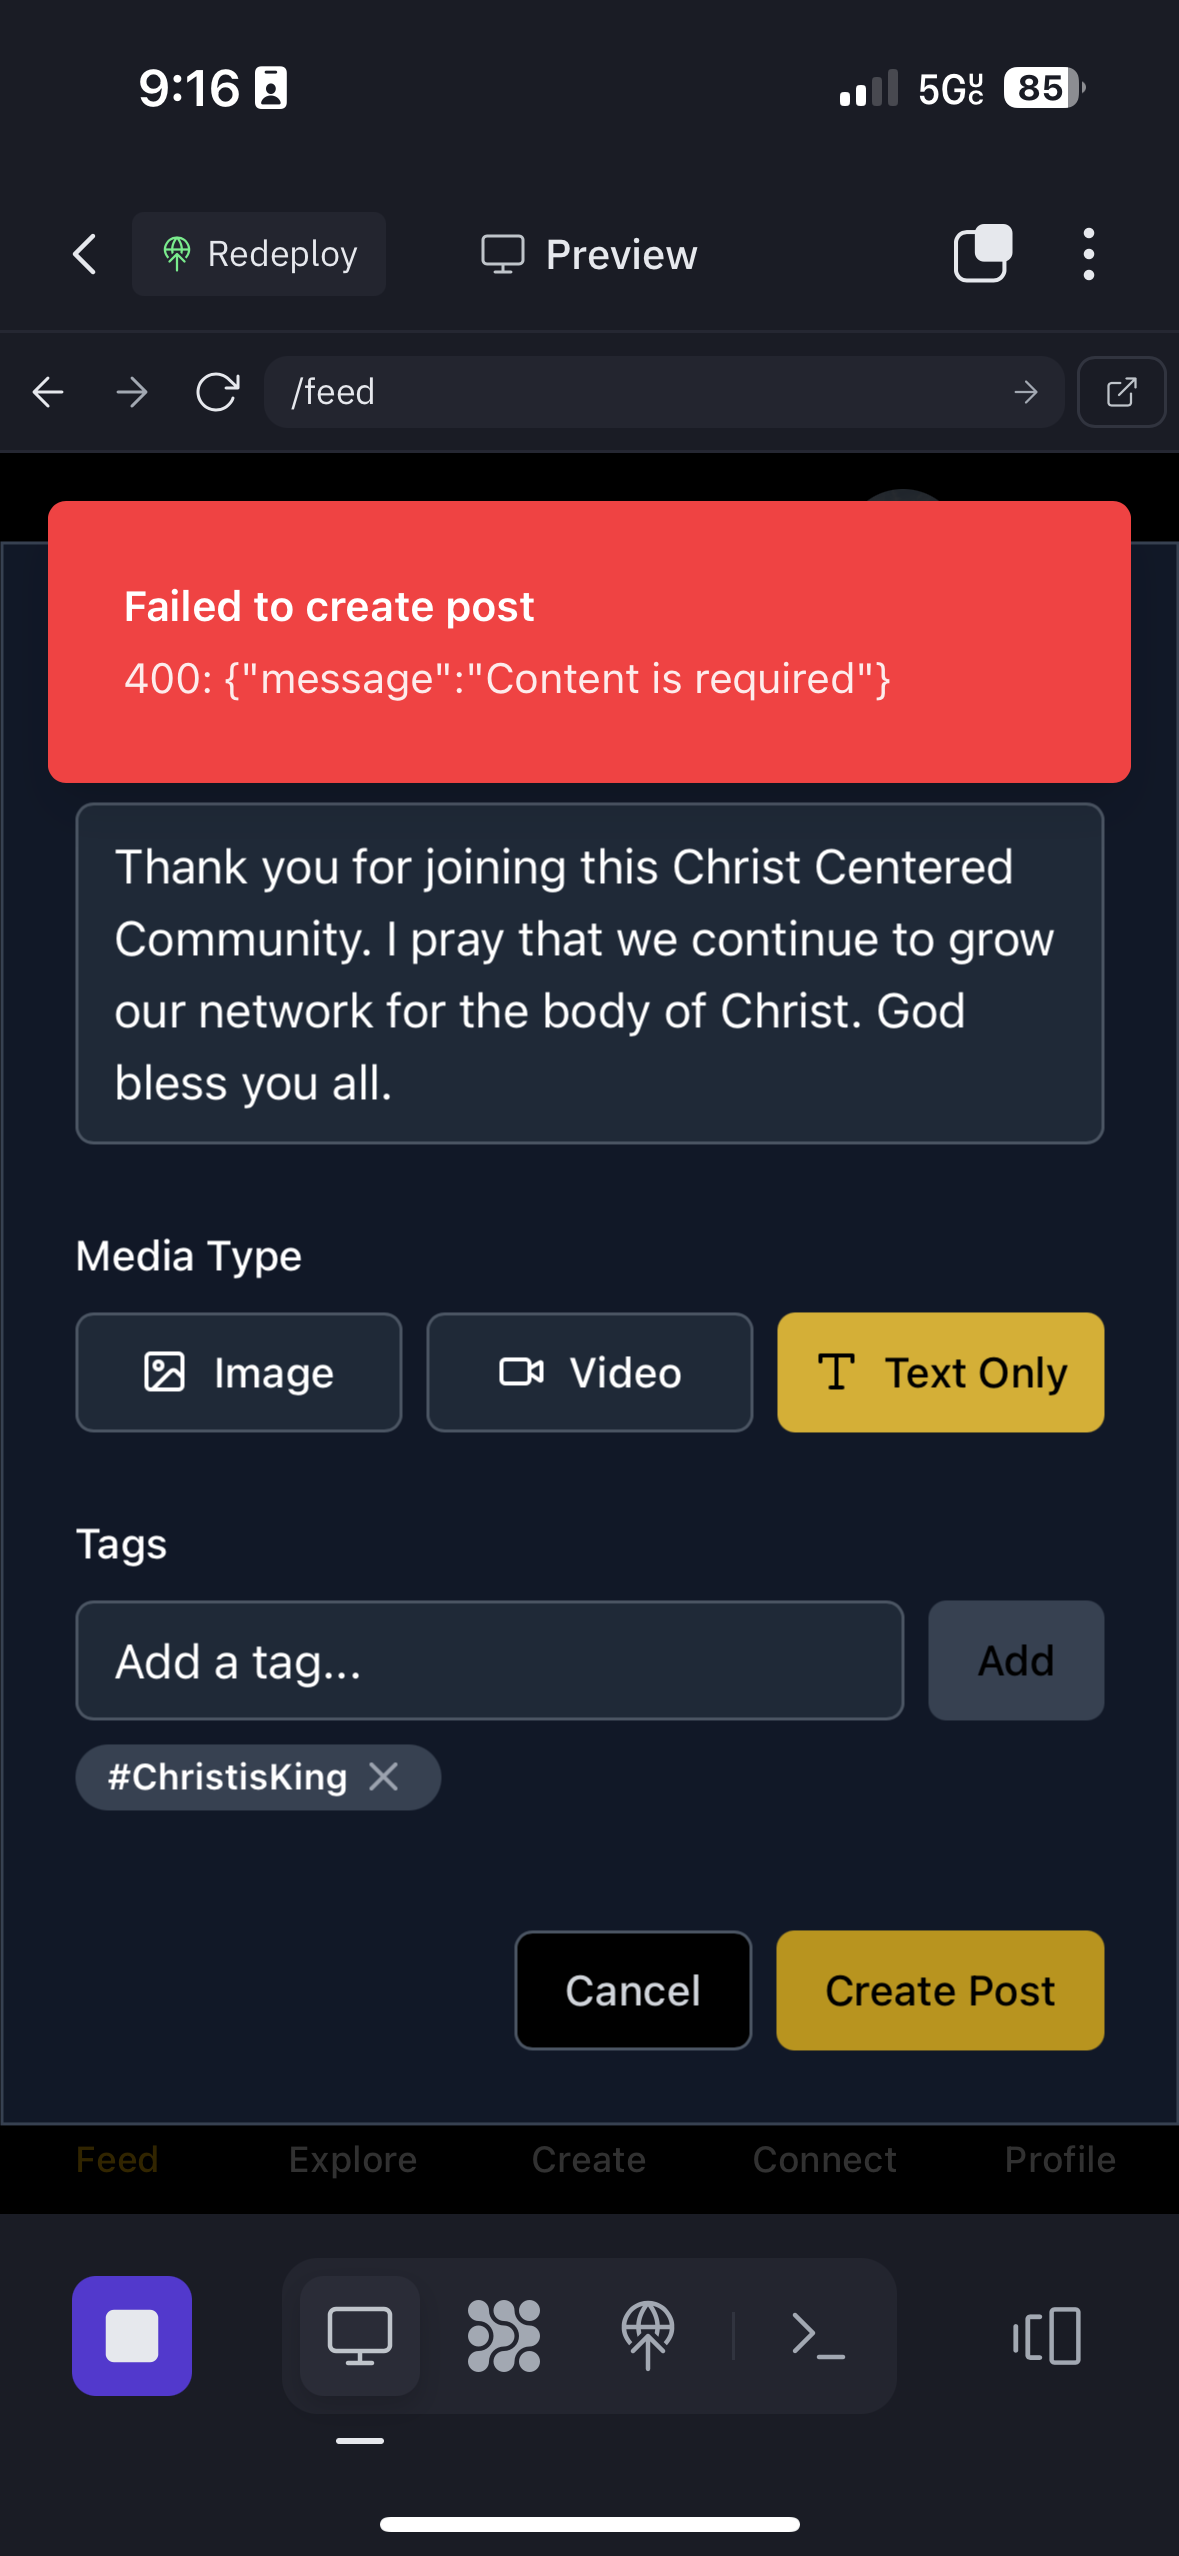 9:16
5G UC 85
Redeploy
Preview
/feed
Failed to create post
400: {"message":"Content is required"}
Thank you for joining this Christ Centered
Community. I pray that we continue to grow
our network for the body of Christ. God
bless you all.
Media Type
Image
Video
Text Only
Tags
Add a tag...
Add
#ChristisKing
Cancel
Create Post
Feed
Explore
Create
Connect
Profile